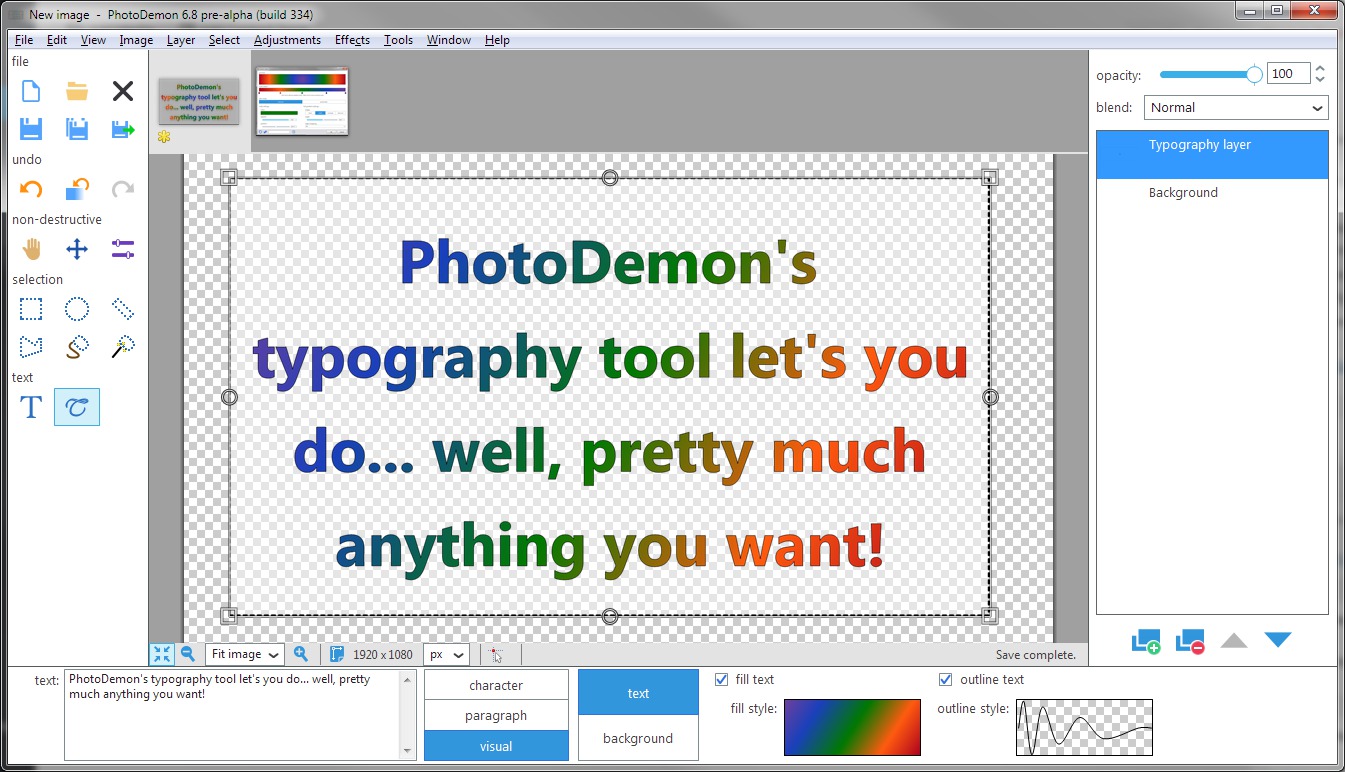 New image - PhotoDemon 6.8 pre-alpha (build 334)
File Edit View Image Layer Select Adjustments Effects Tools Window Help
file
undo
non-destructive
selection
text
T
PhotoDemon's
typography tool let's you
do... well, pretty much
anything you want!
PhotoDemon's
typography tool let's you
do... well, pretty much
anything you want!
opacity: 100
blend: Normal
Typography layer
Background
Fit image 1920 x 1080 px Save complete.
text: PhotoDemon's typography tool let's you do... well, pretty
much anything you want!
character
paragraph
visual
text
background
fill text
fill style:
outline text
outline style: